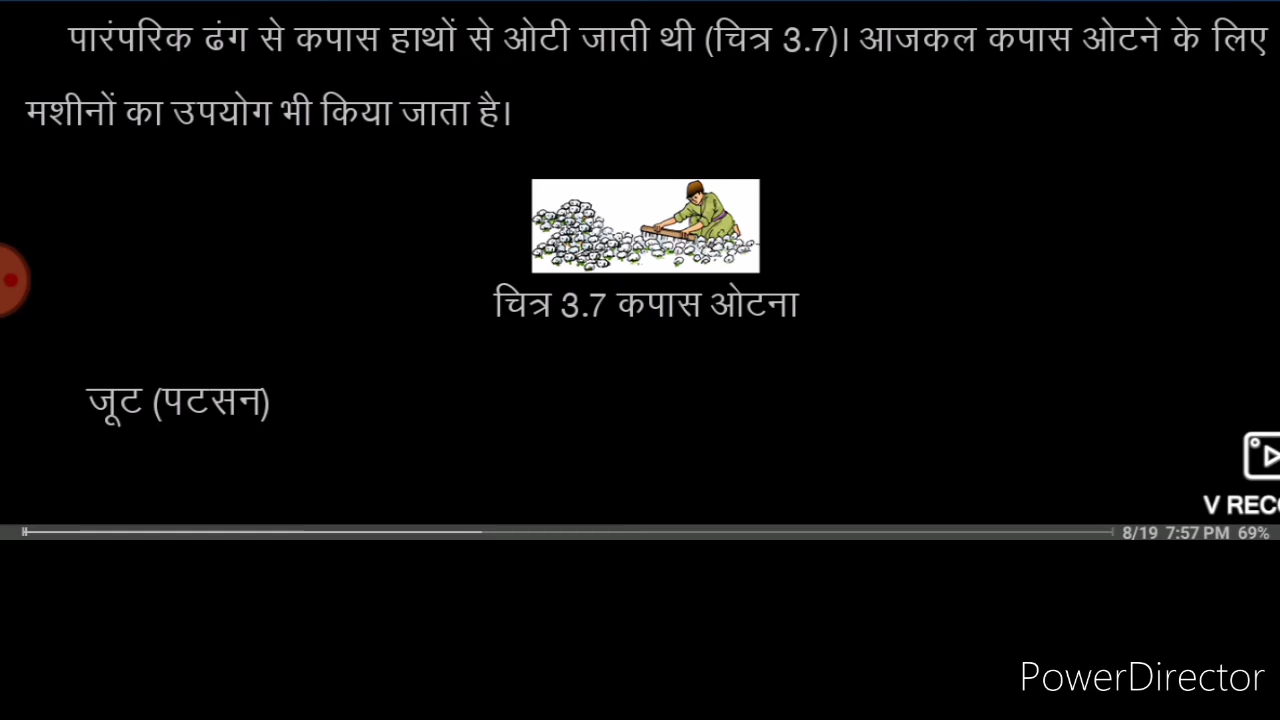 पारंपरिक ढंग से कपास हाथों से ओटी जाती थी (चित्र 3.7)। आजकल कपास ओटने के लिए
मशीनों का उपयोग भी किया जाता है।
चित्र 3.7 कपास ओटना
जूट (पटसन)
V RECO
8/19 7:57 PM 69%
PowerDirector